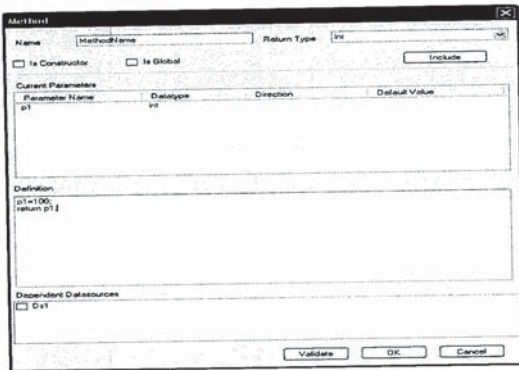 Method
Name MethodName Return Type int
Is Constructor Is Global Include
Current Parameters
Parameter Name Datatype Direction Default Value
p1 int
Definition
p1=100;
return p1;
Dependent Datasources
Ds1
Validate OK Cancel